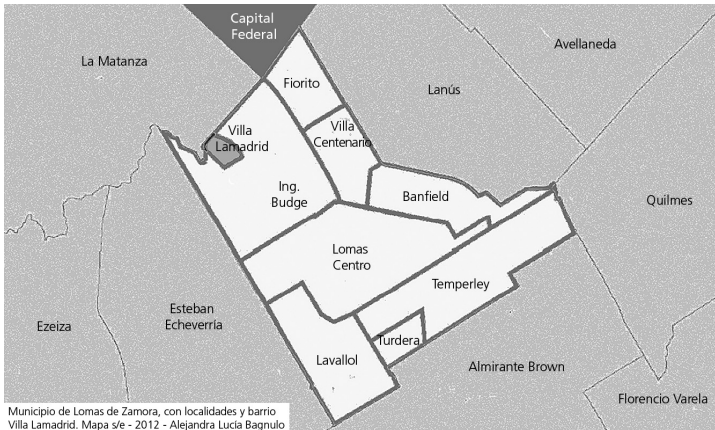 Capital
Federal
Avellaneda
La Matanza
Fiorito
Lanús
Villa
Lamadrid
Villa
Centenario
Ing.
Budge
Banfield
Quilmes
Lomas
Centro
Temperley
Esteban
Echeverría
Ezeiza
Turdera
Lavallol
Almirante Brown
Florencio Varela
Municipio de Lomas de Zamora, con localidades y barrio
Villa Lamadrid. Mapa s/e - 2012 - Alejandra Lucía Bagnulo